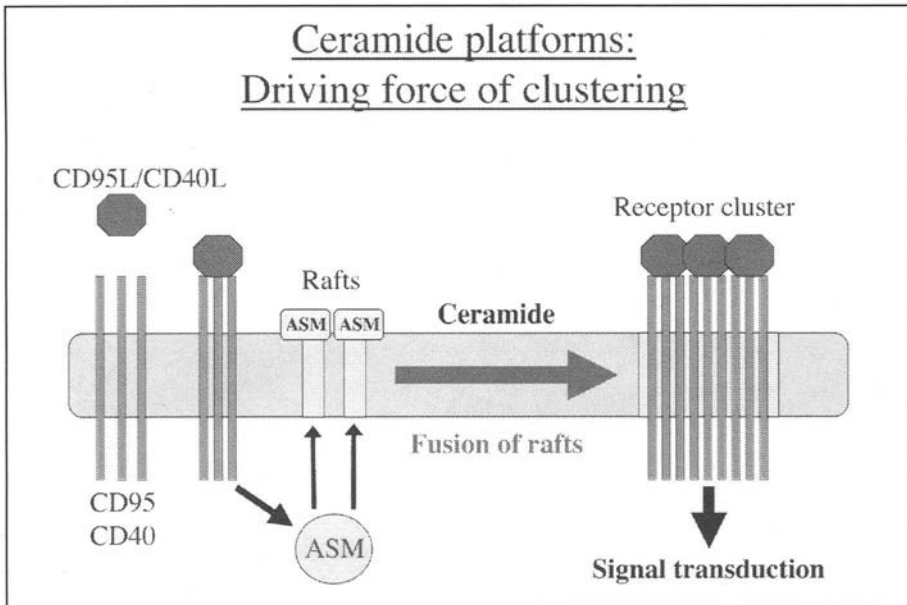 Ceramide platforms:
Driving force of clustering
CD95L/CD40L
Receptor cluster
Rafts
ASM ASM
Ceramide
Fusion of rafts
CD95
CD40
ASM
Signal transduction